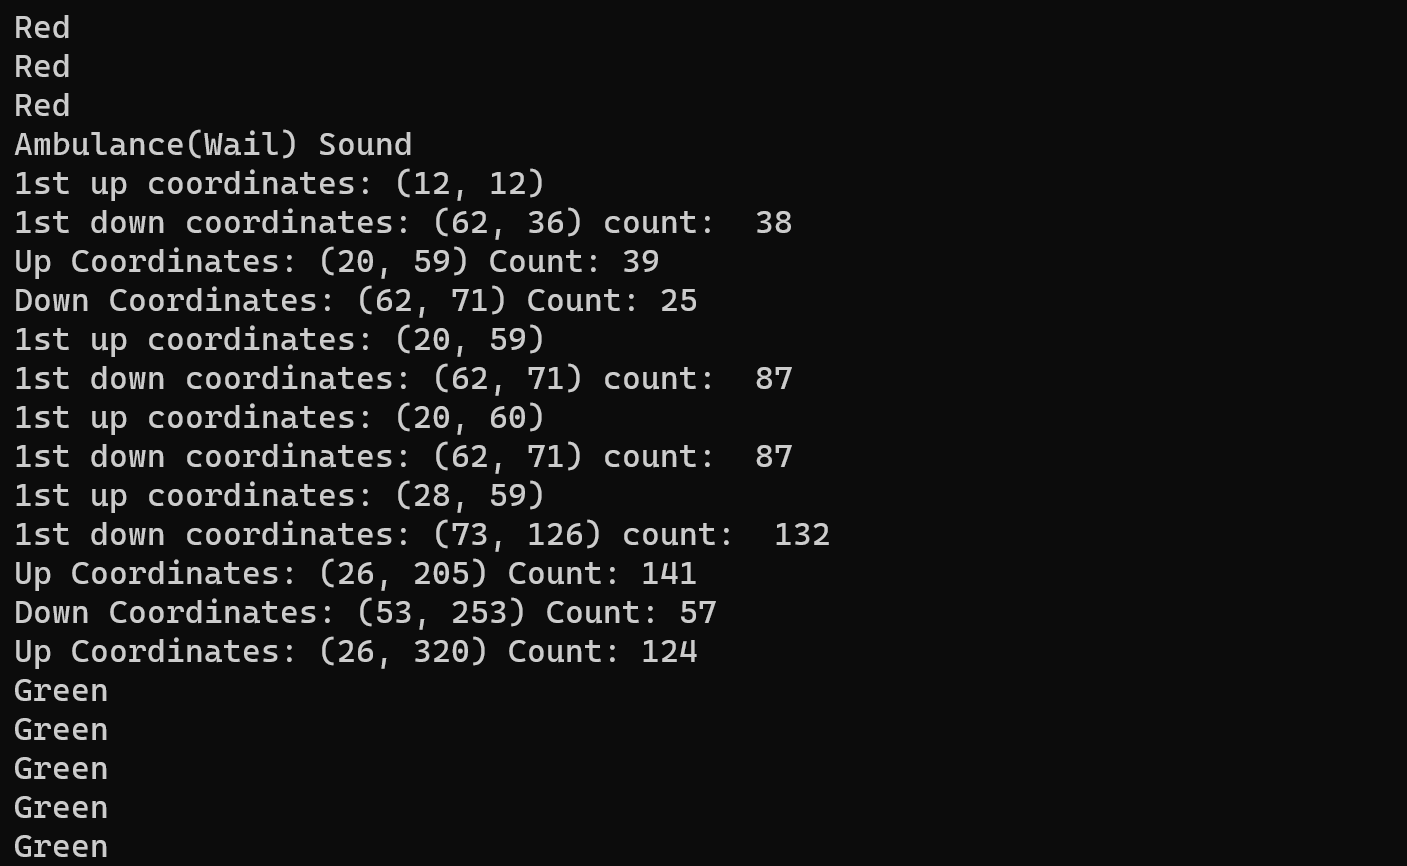 Red
Red
Red
Ambulance(Wail) Sound
1st up coordinates: (12, 12)
1st down coordinates: (62, 36) count:  38
Up Coordinates: (20, 59) Count: 39
Down Coordinates: (62, 71) Count: 25
1st up coordinates: (20, 59)
1st down coordinates: (62, 71) count:  87
1st up coordinates: (20, 60)
1st down coordinates: (62, 71) count:  87
1st up coordinates: (28, 59)
1st down coordinates: (73, 126) count:  132
Up Coordinates: (26, 205) Count: 141
Down Coordinates: (53, 253) Count: 57
Up Coordinates: (26, 320) Count: 124
Green
Green
Green
Green
Green